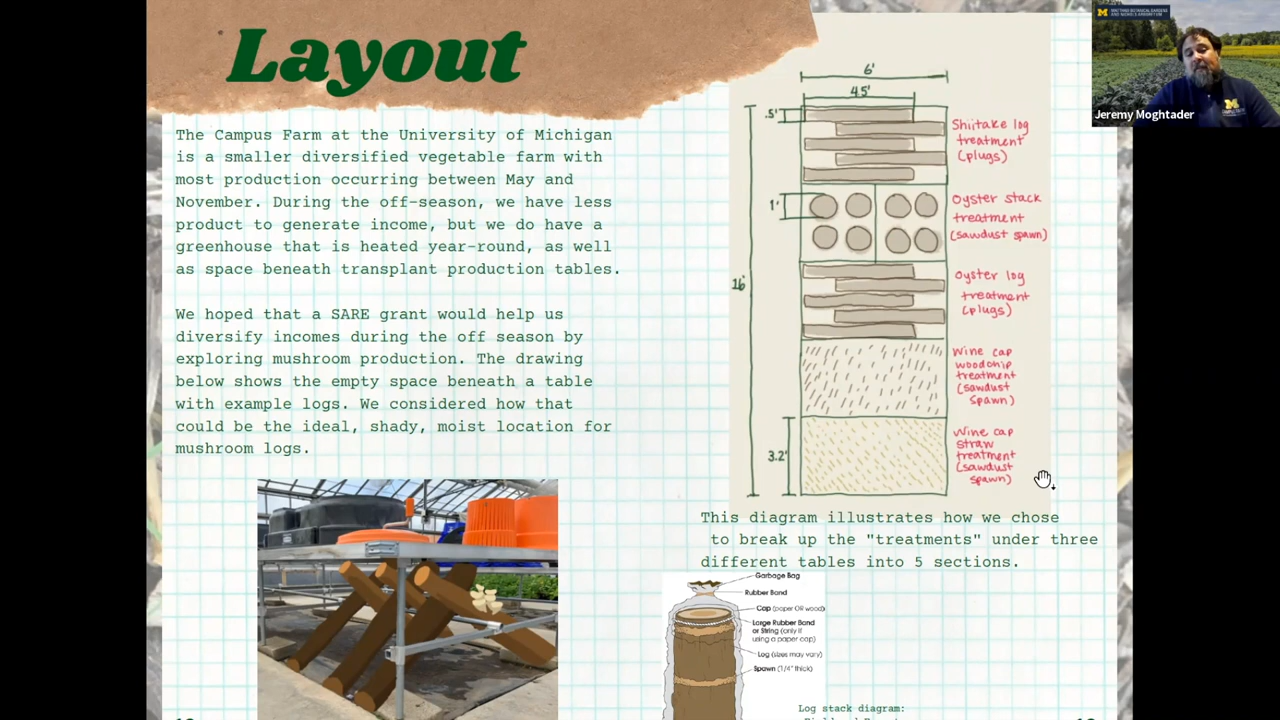 Layout
The Campus Farm at the University of Michigan
is a smaller diversified vegetable farm with
most production occurring between May and
November. During the off-season, we have less
product to generate income, but we do have a
greenhouse that is heated year-round, as well
as space beneath transplant production tables.
We hoped that a SARE grant would help us
diversify incomes during the off season by
exploring mushroom production. The drawing
below shows the empty space beneath a table
with example logs. We considered how that
could be the ideal, shady, moist location for
mushroom logs.
6'
4.5'
.5'
1'
16'
3.2'
Shiitake log
treatment
(plugs)
Oyster stack
treatment
(sawdust spawn)
Oyster log
treatment
(plugs)
Wine cap
woodchip
treatment
(sawdust
spawn)
Wine cap
straw
treatment
(sawdust
spawn)
This diagram illustrates how we chose
to break up the "treatments" under three
different tables into 5 sections.
Garbage Bag
Rubber Band
Cap (paper OR wood)
Large Rubber Band
or String (only if
using a paper cap)
Log (sizes may vary)
Spawn (1/4" thick)
Log stack diagram:
M
MATTHAEI BOTANICAL GARDENS
AND NICHOLS ARBORETUM
M
Jeremy Moghtader